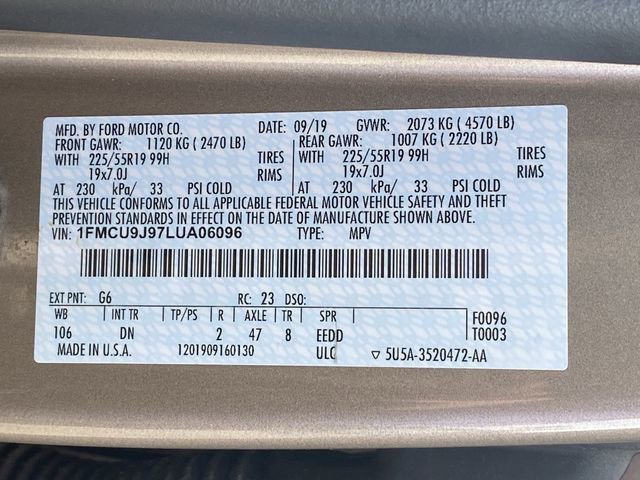 MFD. BY FORD MOTOR CO. DATE: 09/19 GVWR: 2073 KG ( 4570 LB)
FRONT GAWR: 1120 KG ( 2470 LB) REAR GAWR: 1007 KG ( 2220 LB)
WITH 225/55R19 99H TIRES WITH 225/55R19 99H TIRES
19x7.0J RIMS 19x7.0J RIMS
AT 230 kPa/ 33 PSI COLD AT 230 kPa/ 33 PSI COLD
THIS VEHICLE CONFORMS TO ALL APPLICABLE FEDERAL MOTOR VEHICLE SAFETY AND THEFT
PREVENTION STANDARDS IN EFFECT ON THE DATE OF MANUFACTURE SHOWN ABOVE.
VIN: 1FMCU9J97LUA06096 TYPE: MPV
EXT PNT: G6 RC: 23 DSO:
WB INT TR TP/PS R AXLE TR SPR F0096
106 DN 2 47 8 EEDD T0003
MADE IN U.S.A. 1201909160130 ULC ▽ 5U5A-3520472-AA